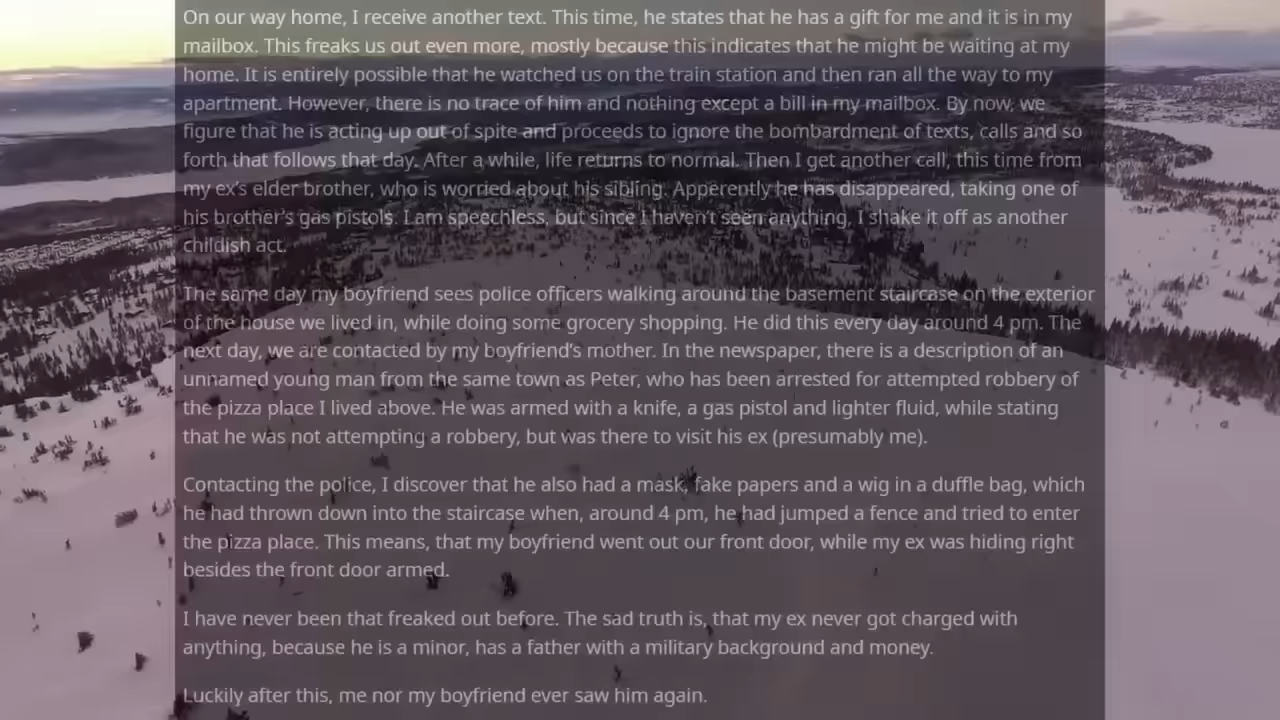 On our way home, I receive another text. This time, he states that he has a gift for me and it is in my
mailbox. This freaks us out even more, mostly because this indicates that he might be waiting at my
home. It is entirely possible that he watched us on the train station and then ran all the way to my
apartment. However, there is no trace of him and nothing except a bill in my mailbox. By now, we
figure that he is acting up out of spite and proceeds to ignore the bombardment of texts, calls and so
forth that follows that day. After a while, life returns to normal. Then I get another call, this time from
my ex's elder brother, who is worried about his sibling. Apperently he has disappeared, taking one of
his brother's gas pistols. I am speechless, but since I haven't seen anything, I shake it off as another
childish act.
The same day my boyfriend sees police officers walking around the basement staircase on the exterior
of the house we lived in, while doing some grocery shopping. He did this every day around 4 pm. The
next day, we are contacted by my boyfriend's mother. In the newspaper, there is a description of an
unnamed young man from the same town as Peter, who has been arrested for attempted robbery of
the pizza place I lived above. He was armed with a knife, a gas pistol and lighter fluid, while stating
that he was not attempting a robbery, but was there to visit his ex (presumably me).
Contacting the police, I discover that he also had a mask, fake papers and a wig in a duffle bag, which
he had thrown down into the staircase when, around 4 pm, he had jumped a fence and tried to enter
the pizza place. This means, that my boyfriend went out our front door, while my ex was hiding right
besides the front door armed.
I have never been that freaked out before. The sad truth is, that my ex never got charged with
anything, because he is a minor, has a father with a military background and money.
Luckily after this, me nor my boyfriend ever saw him again.